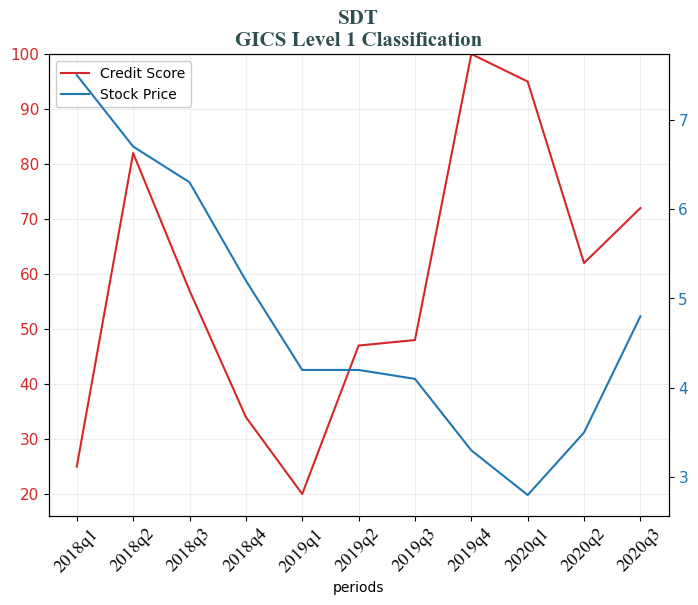 SDT
GICS Level 1 Classification
Credit Score
Stock Price
100
90
80
70
60
50
40
30
20
7
6
5
4
3
2018q1
2018q2
2018q3
2018q4
2019q1
2019q2
2019q3
2019q4
2020q1
2020q2
2020q3
periods